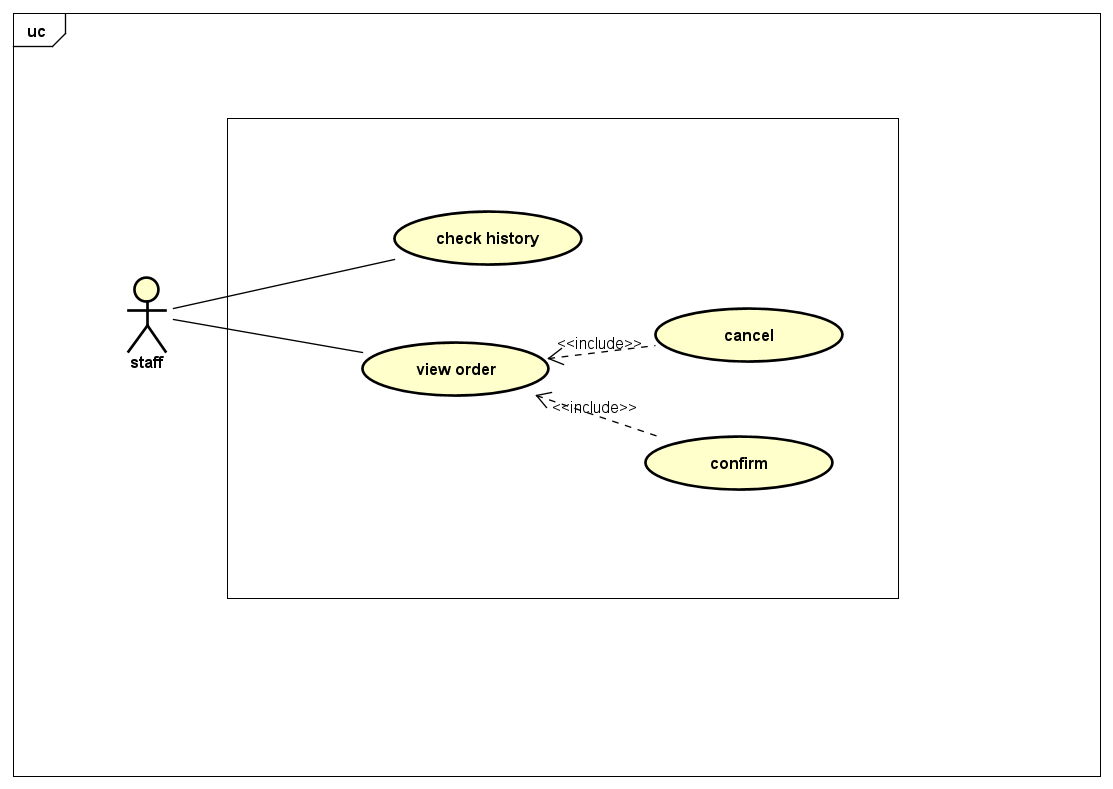 uc
check history
staff
cancel
<<include>>
view order
<<include>>
confirm